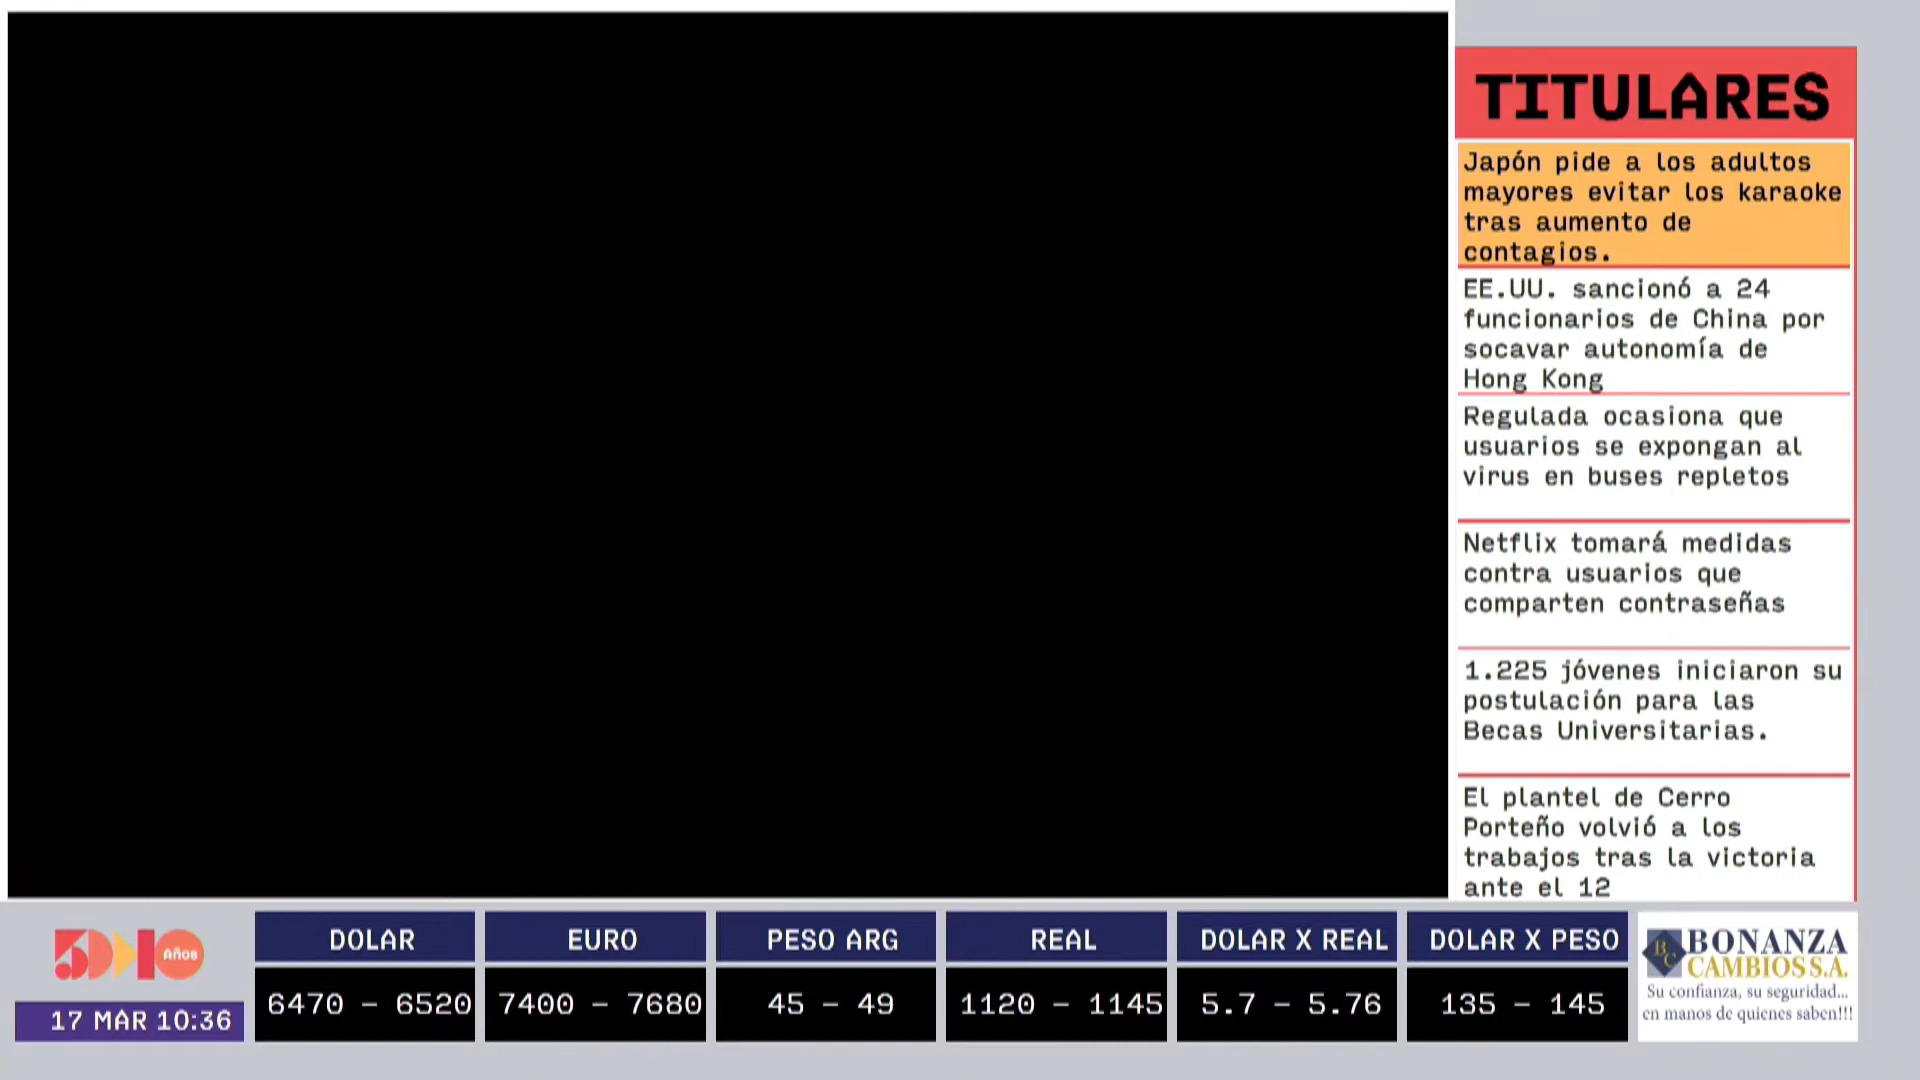 TITULARES
Japón pide a los adultos
mayores evitar los karaoke
tras aumento de
contagios.
EE.UU. sancionó a 24
funcionarios de China por
socavar autonomía de
Hong Kong
Regulada ocasiona que
usuarios se expongan al
virus en buses repletos
Netflix tomará medidas
contra usuarios que
comparten contraseñas
1.225 jóvenes iniciaron su
postulación para las
Becas Universitarias.
El plantel de Cerro
Porteño volvió a los
trabajos tras la victoria
ante el 12
Años
17 MAR 10:36
DOLAR
6470 - 6520
EURO
7400 - 7680
PESO ARG
45 - 49
REAL
1120 - 1145
DOLAR X REAL
5.7 - 5.76
DOLAR X PESO
135 - 145
BC
BONANZA
CAMBIOS S.A.
Su confianza, su seguridad...
en manos de quienes saben!!!